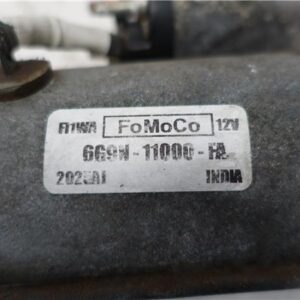 FoMoCo 12V
6G9N-11000-FA
INDIA